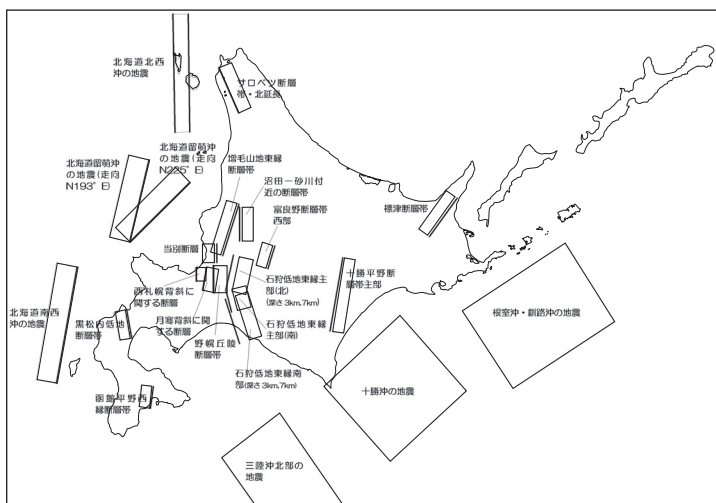 北海道北西
沖の地震
サロベツ断層
帯・北延長
北海道留萌沖
の地震(走向
N225°E)
北海道留萌沖
の地震(走向
N193°E)
増毛山地東縁
断層帯
沼田―砂川付
近の断層帯
富良野断層帯
西部
標津断層帯
当別断層
西札幌背斜に
関する断層
月寒背斜に関
する断層
野幌丘陵
断層帯
石狩低地東縁主
部(北)
(深さ3km,7km)
石狩低地東縁
主部(南)
石狩低地東縁南
部(深さ3km,7km)
十勝平野断
層帯主部
北海道南西
沖の地震
黒松内低地
断層帯
函館平野西
縁断層帯
根室沖・釧路沖の地震
十勝沖の地震
三陸沖北部の
地震